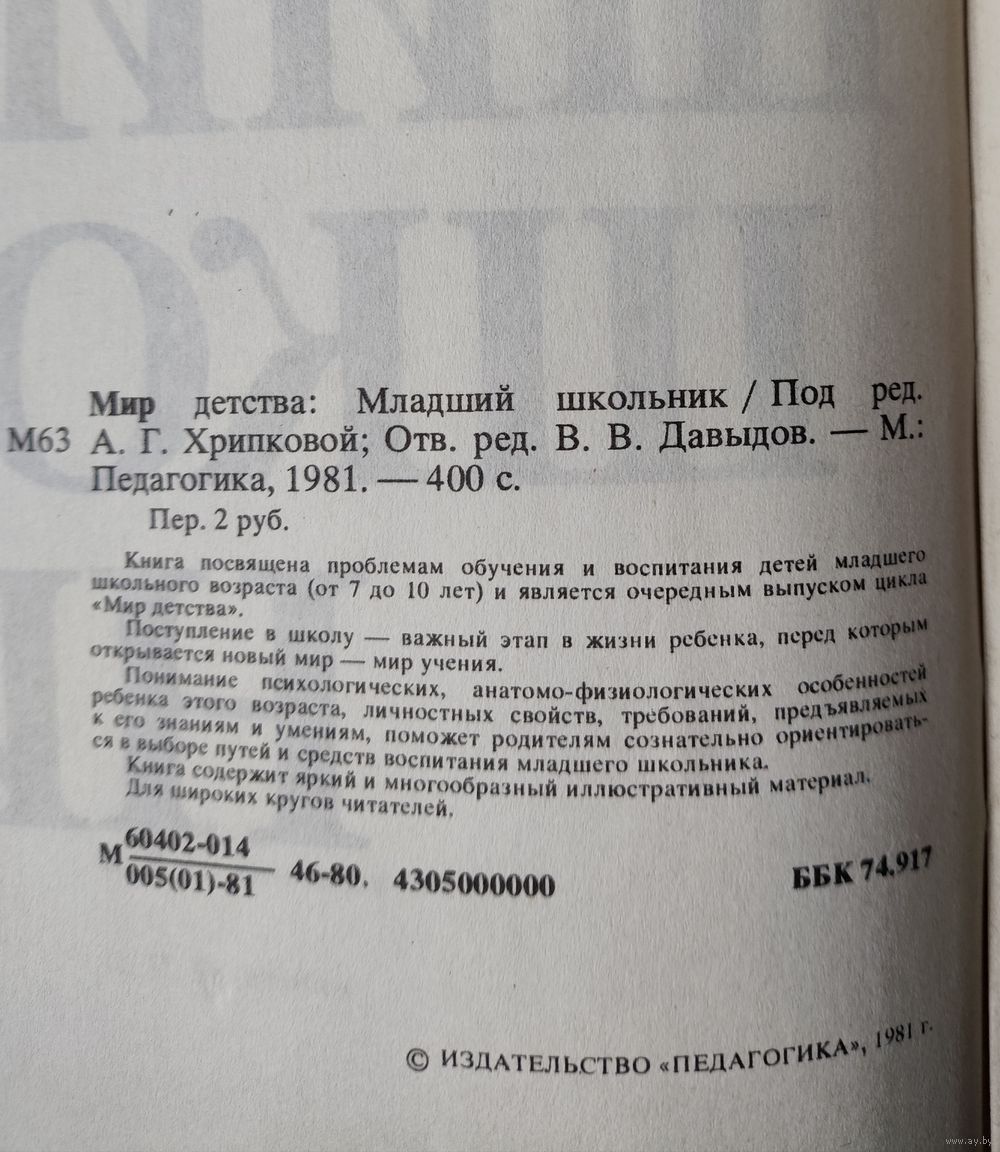 Мир детства: Младший школьник / Под ред.
М63 А. Г. Хрипковой; Отв. ред. В. В. Давыдов. — М.:
Педагогика, 1981. — 400 с.
Пер. 2 руб.
Книга посвящена проблемам обучения и воспитания детей младшего
школьного возраста (от 7 до 10 лет) и является очередным выпуском цикла
«Мир детства».
Поступление в школу — важный этап в жизни ребенка, перед которым
открывается новый мир — мир учения.
Понимание психологических, анатомо-физиологических особенностей
ребенка этого возраста, личностных свойств, требований, предъявляемых
к его знаниям и умениям, поможет родителям сознательно ориентировать-
ся в выборе путей и средств воспитания младшего школьника.
Книга содержит яркий и многообразный иллюстративный материал.
Для широких кругов читателей.
М 60402-014
005(01)-81 46-80. 4305000000 ББК 74.917
© ИЗДАТЕЛЬСТВО «ПЕДАГОГИКА», 1981 г.
www.ay.by